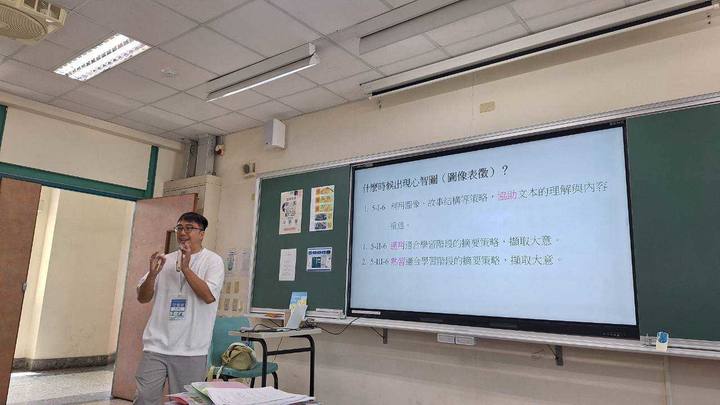 什麼時候出現心智圖（圖像表徵）？
1. 5-I-6 利用圖像、故事結構等策略，協助文本的理解與內容
重述。
1. 5-II-6 運用適合學習階段的摘要策略，擷取大意。
2. 5-III-6 熟習適合學習階段的摘要策略，擷取大意。